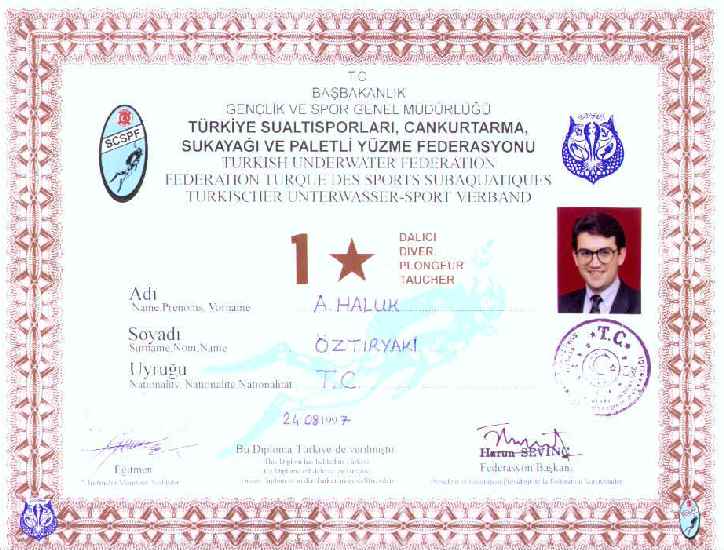 T.C.
BAŞBAKANLIK
GENÇLİK VE SPOR GENEL MÜDÜRLÜĞÜ
TÜRKİYE SUALTISPORLARI, CANKURTARMA,
SUKAYAĞI VE PALETLİ YÜZME FEDERASYONU
TURKISH UNDERWATER FEDERATION
FEDERATION TURQUE DES SPORTS SUBAQUATIQUES
TÜRKISCHER UNTERWASSER-SPORT VERBAND
SCSPF
1 ★
DALICI
DIVER
PLONGEUR
TAUCHER
Adı
Name, Prenoms, Vorname
A. HALUK
Soyadı
Surname, Nom, Name
ÖZTİRYAKİ
Uyruğu
Nationality, Nationalite Nationalitat
T.C.
T.C.
24.08 1997
Bu Diploma Türkiye'de verilmiştir
Eğitmen
Harun SEVİNÇ
Federasyon Başkanı